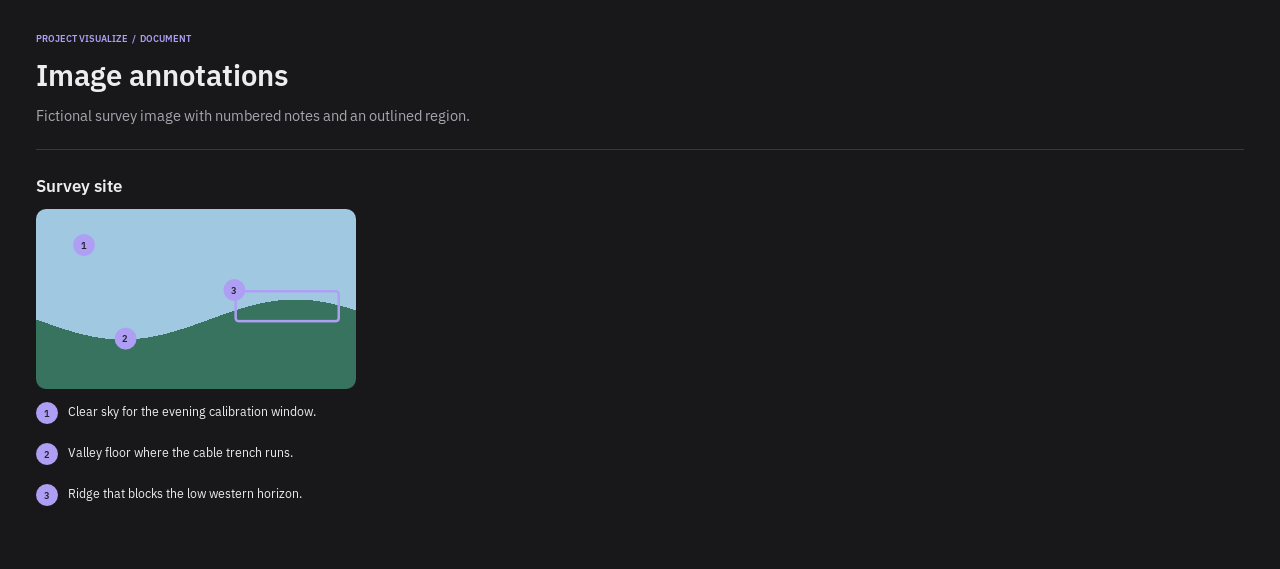 PROJECT VISUALIZE / DOCUMENT
Image annotations
Fictional survey image with numbered notes and an outlined region.
Survey site
1
3
2
1 Clear sky for the evening calibration window.
2 Valley floor where the cable trench runs.
3 Ridge that blocks the low western horizon.